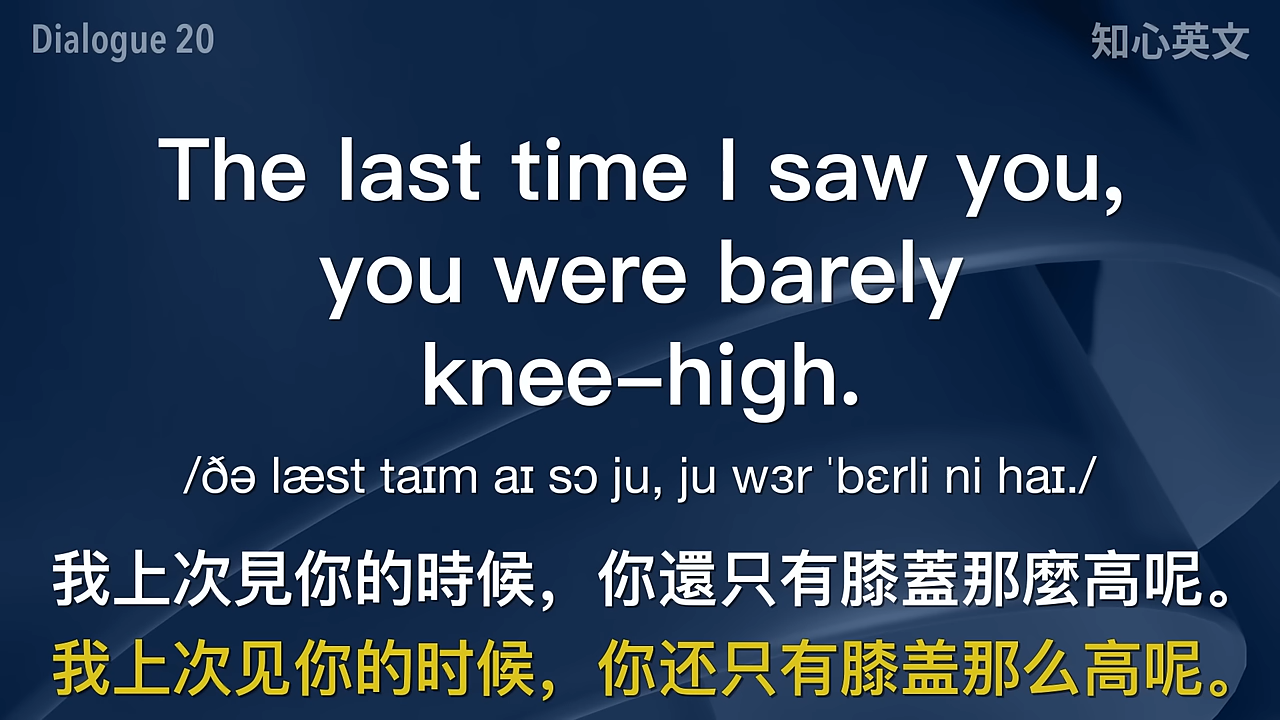 Dialogue 20
知心英文
The last time I saw you,
you were barely
knee-high.
/ðə læst taɪm aɪ sɔ ju, ju wɜr ˈbɛrli ni haɪ./
我上次見你的時候，你還只有膝蓋那麼高呢。
我上次见你的时候，你还只有膝盖那么高呢。